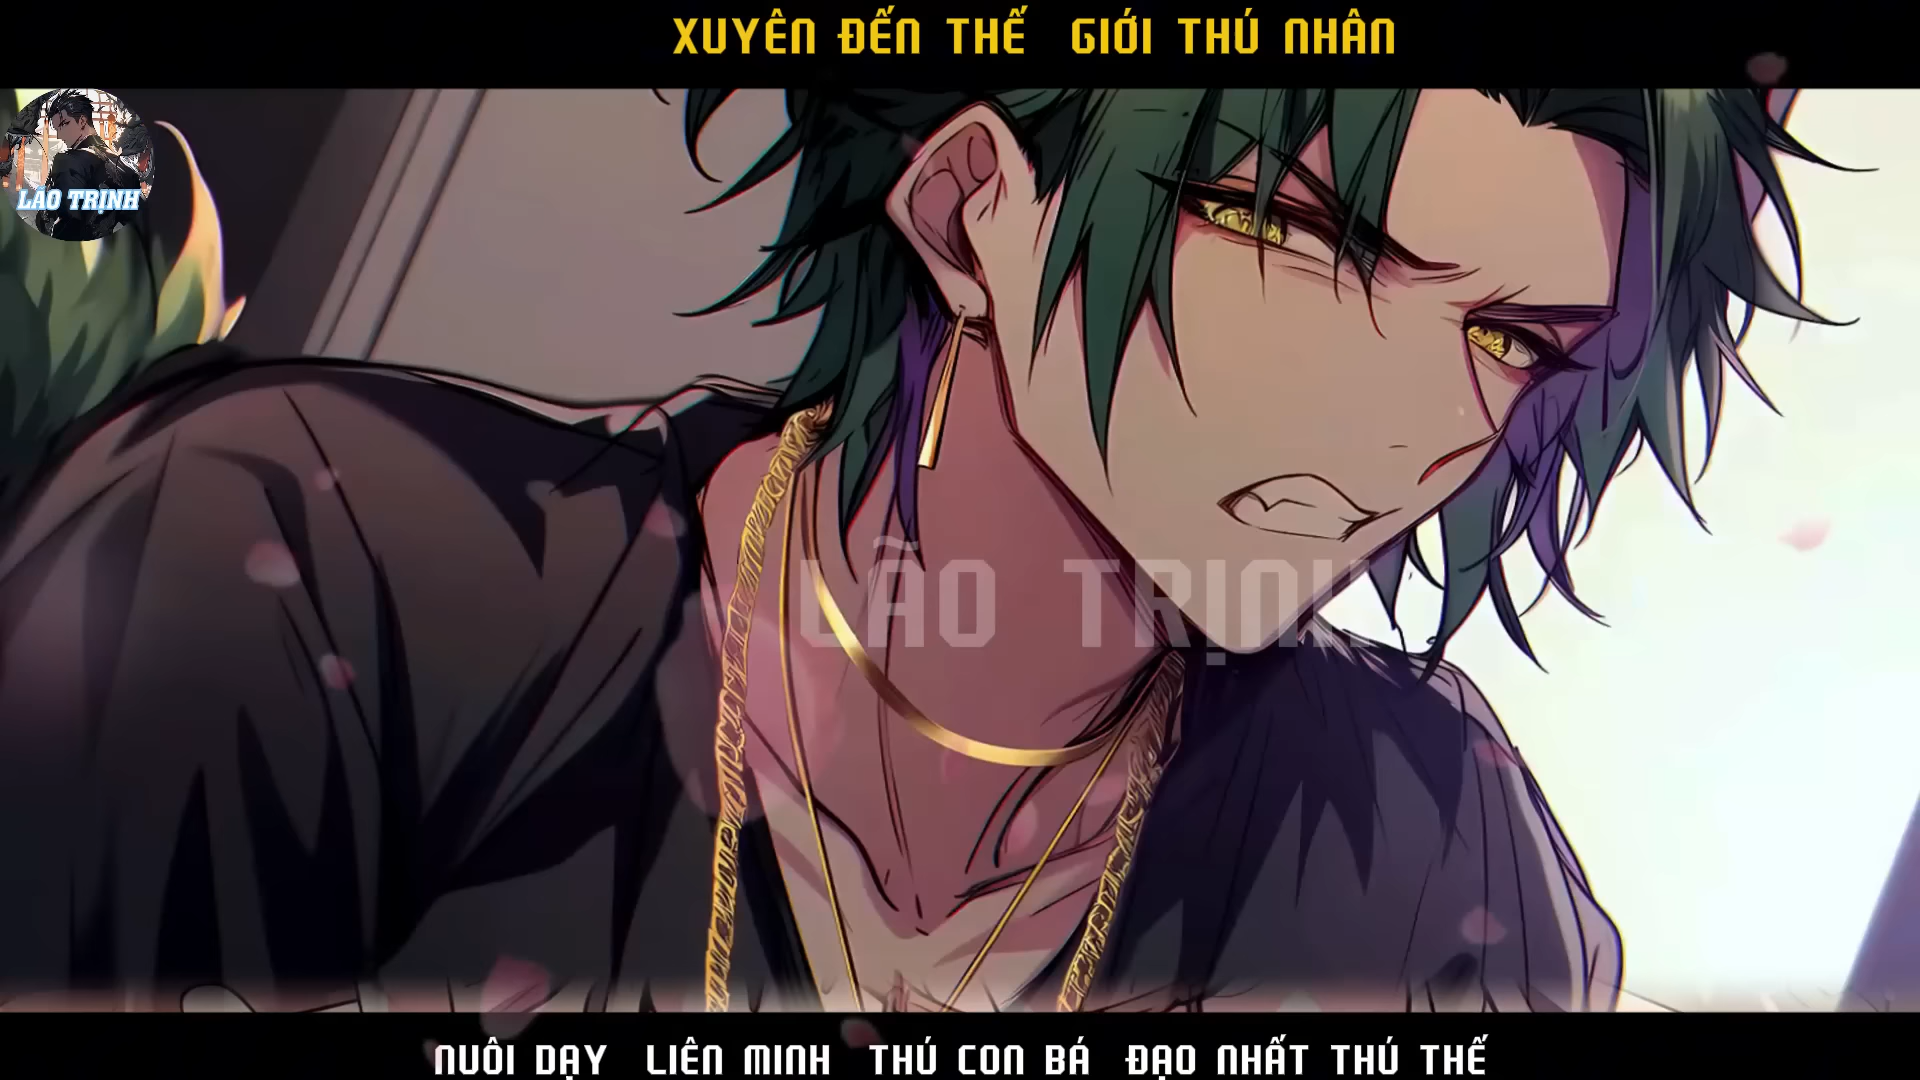 XUYÊN ĐẾN THẾ GIỚI THÚ NHÂN
LÃO TRỊNH
LÃO TRỊNH
NUÔI DẠY LIÊN MINH THÚ CON BÁ ĐẠO NHẤT THÚ THẾ